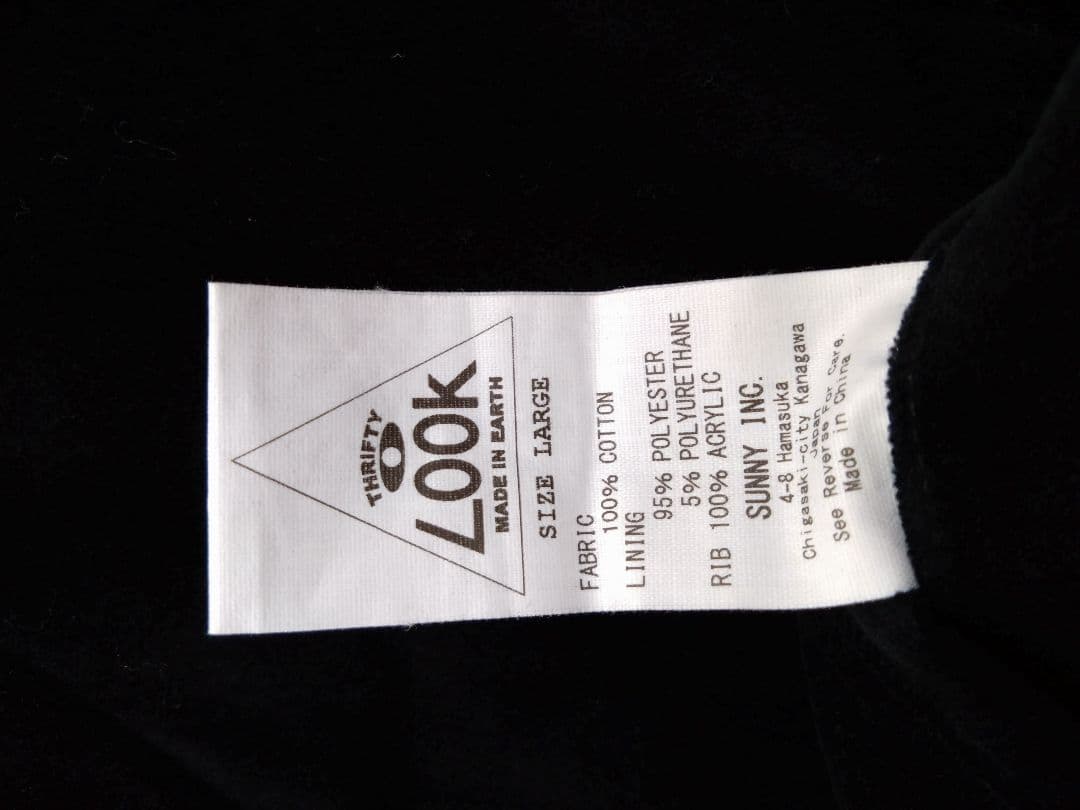 THRIFTY
LOOK
MADE IN EARTH
SIZE LARGE
FABRIC
100% COTTON
LINING
95% POLYESTER
5% POLYURETHANE
RIB 100% ACRYLIC
SUNNY INC.
4-8 Hamasuka
Chigasaki-city Kanagawa
Japan
See Reverse For Care.
Made in China